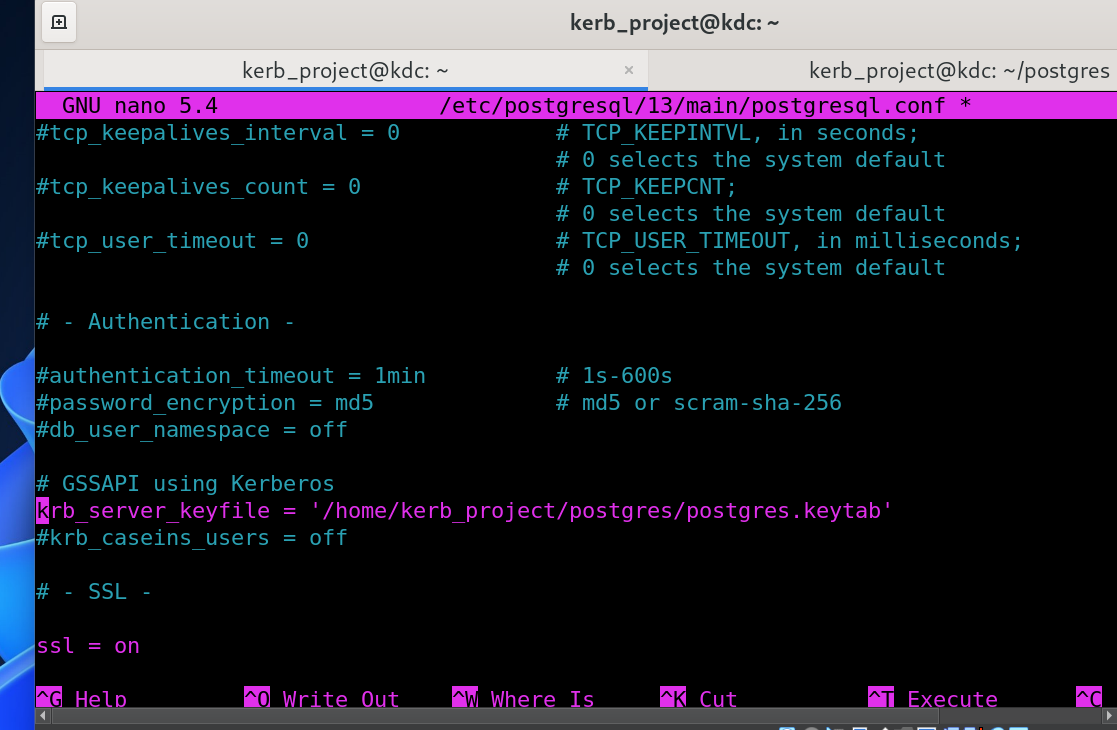 kerb_project@kdc: ~
kerb_project@kdc: ~ ×
kerb_project@kdc: ~/postgres
GNU nano 5.4 /etc/postgresql/13/main/postgresql.conf *
#tcp_keepalives_interval = 0 # TCP_KEEPINTVL, in seconds;
# 0 selects the system default
#tcp_keepalives_count = 0 # TCP_KEEPCNT;
# 0 selects the system default
#tcp_user_timeout = 0 # TCP_USER_TIMEOUT, in milliseconds;
# 0 selects the system default
# - Authentication -
#authentication_timeout = 1min # 1s-600s
#password_encryption = md5 # md5 or scram-sha-256
#db_user_namespace = off
# GSSAPI using Kerberos
krb_server_keyfile = '/home/kerb_project/postgres/postgres.keytab'
#krb_caseins_users = off
# - SSL -
ssl = on
^G Help ^O Write Out ^W Where Is ^K Cut ^T Execute ^C